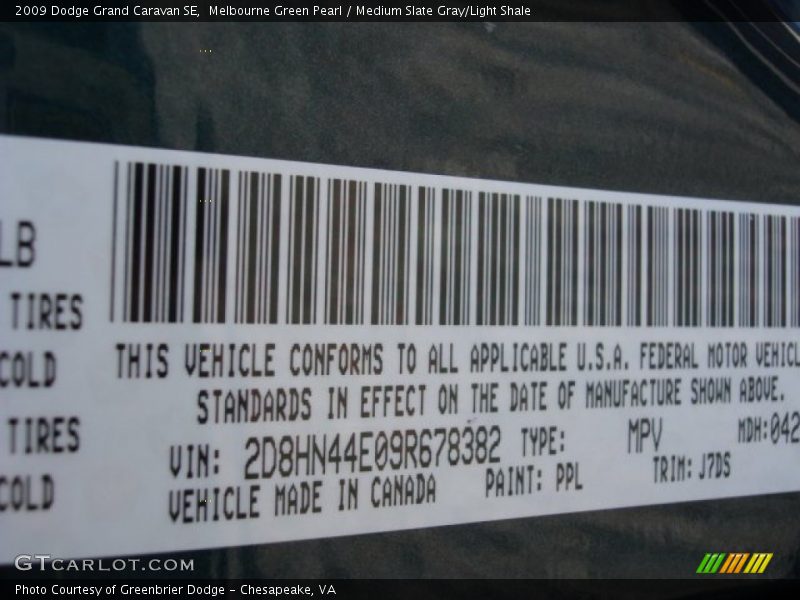 2009 Dodge Grand Caravan SE,  Melbourne Green Pearl / Medium Slate Gray/Light Shale
LB
TIRES
COLD
TIRES
COLD
THIS VEHICLE CONFORMS TO ALL APPLICABLE U.S.A. FEDERAL MOTOR VEHICL
STANDARDS IN EFFECT ON THE DATE OF MANUFACTURE SHOWN ABOVE.
VIN: 2D8HN44E09R678382 TYPE: MPV MDH:042
VEHICLE MADE IN CANADA PAINT: PPL TRIM: J7DS
GTCARLOT.COM
Photo Courtesy of Greenbrier Dodge – Chesapeake, VA